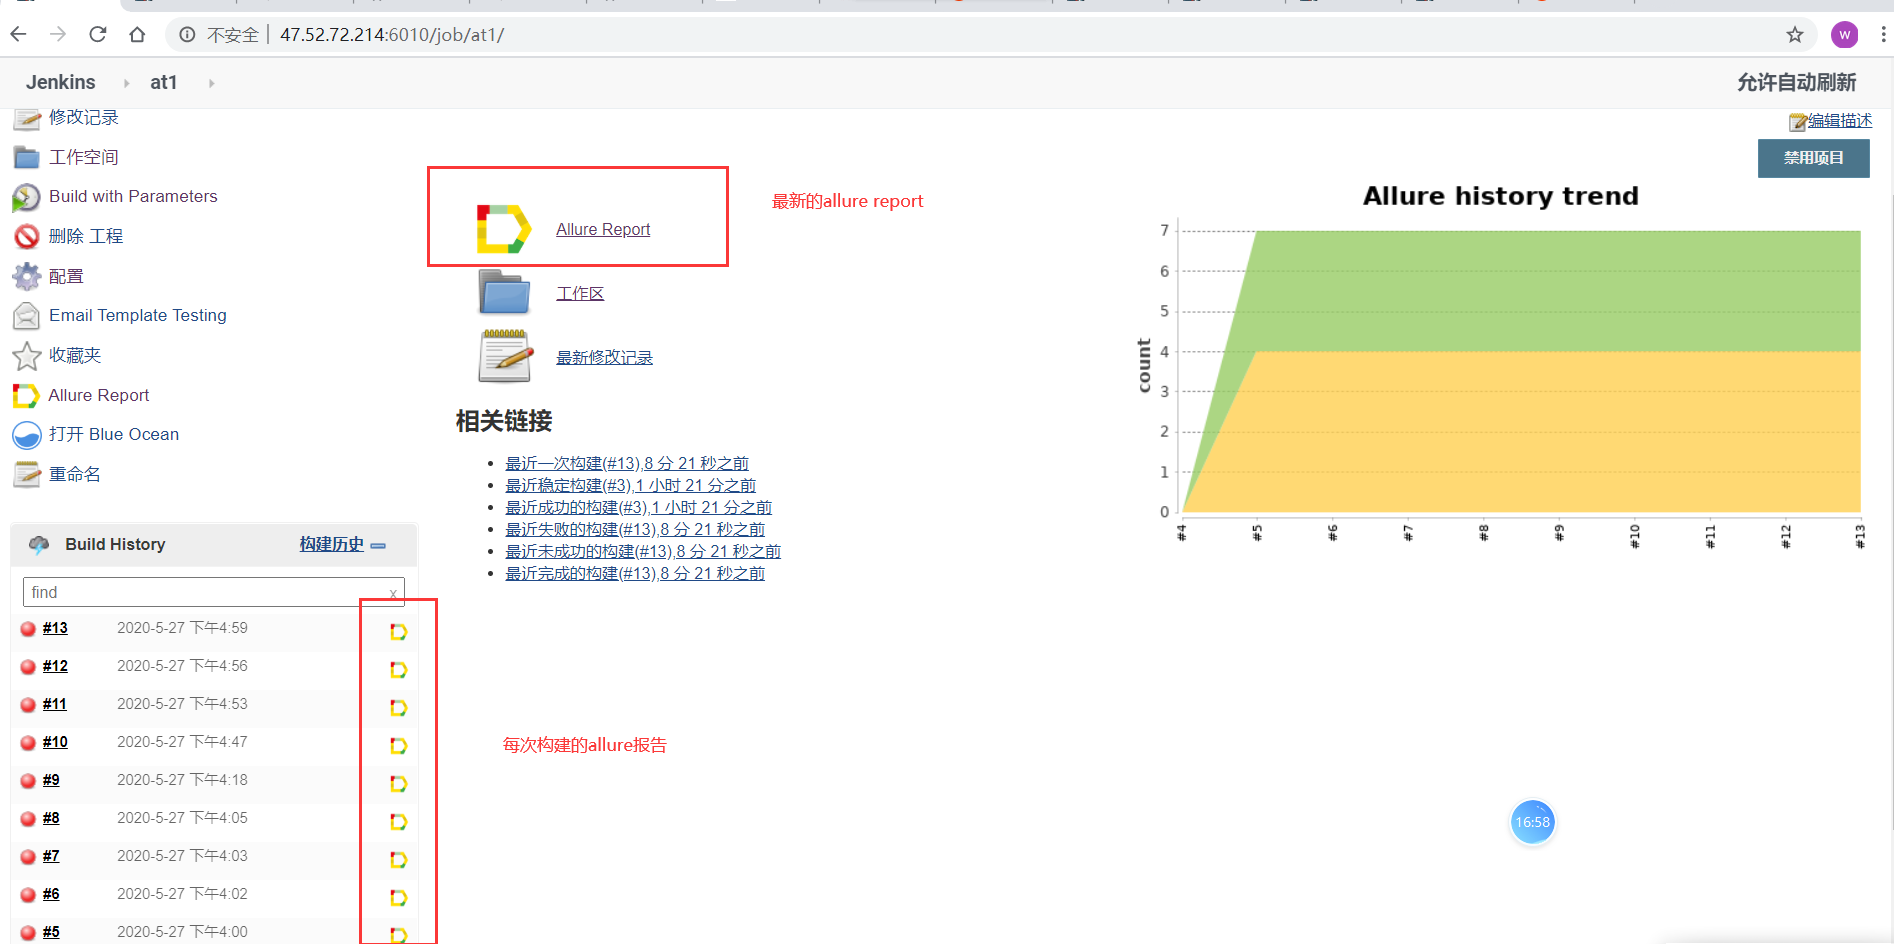 不安全 47.52.72.214:6010/job/at1/
W
Jenkins at1 允许自动刷新
修改记录
编辑描述
工作空间
禁用项目
Build with Parameters
删除 工程
配置
Email Template Testing
收藏夹
Allure Report
打开 Blue Ocean
重命名
Allure Report
最新的allure report
工作区
最新修改记录
相关链接
最近一次构建(#13),8 分 21 秒之前
最近稳定构建(#3),1 小时 21 分之前
最近成功的构建(#3),1 小时 21 分之前
最近失败的构建(#13),8 分 21 秒之前
最近未成功的构建(#13),8 分 21 秒之前
最近完成的构建(#13),8 分 21 秒之前
Allure history trend
count
7
6
5
4
3
2
1
0
#4 #5 #6 #7 #8 #9 #10 #11 #12 #13
Build History 构建历史
find x
#13 2020-5-27 下午4:59
#12 2020-5-27 下午4:56
#11 2020-5-27 下午4:53
#10 2020-5-27 下午4:47
#9 2020-5-27 下午4:18
#8 2020-5-27 下午4:05
#7 2020-5-27 下午4:03
#6 2020-5-27 下午4:02
#5 2020-5-27 下午4:00
每次构建的allure报告
16:58